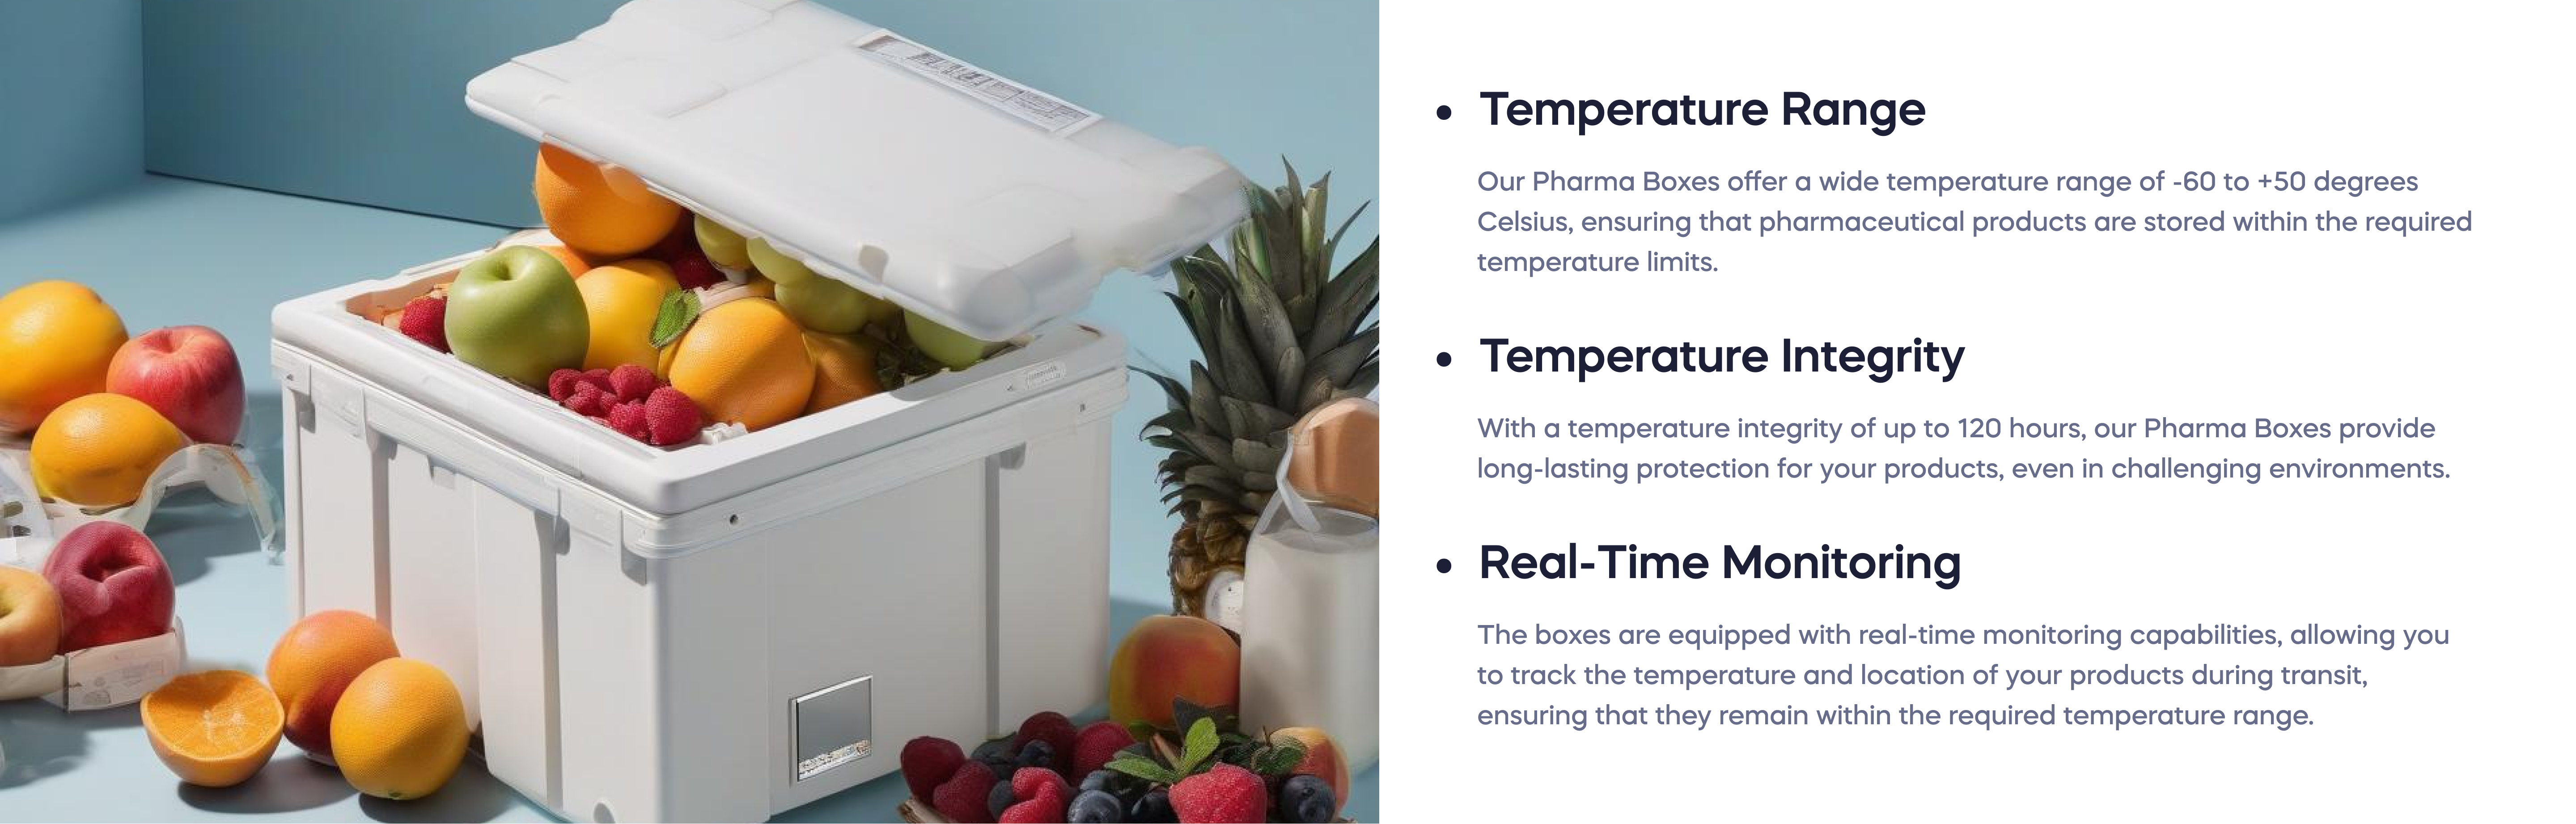 Temperature Range
Our Pharma Boxes offer a wide temperature range of -60 to +50 degrees
Celsius, ensuring that pharmaceutical products are stored within the required
temperature limits.
Temperature Integrity
With a temperature integrity of up to 120 hours, our Pharma Boxes provide
long-lasting protection for your products, even in challenging environments.
Real-Time Monitoring
The boxes are equipped with real-time monitoring capabilities, allowing you
to track the temperature and location of your products during transit,
ensuring that they remain within the required temperature range.